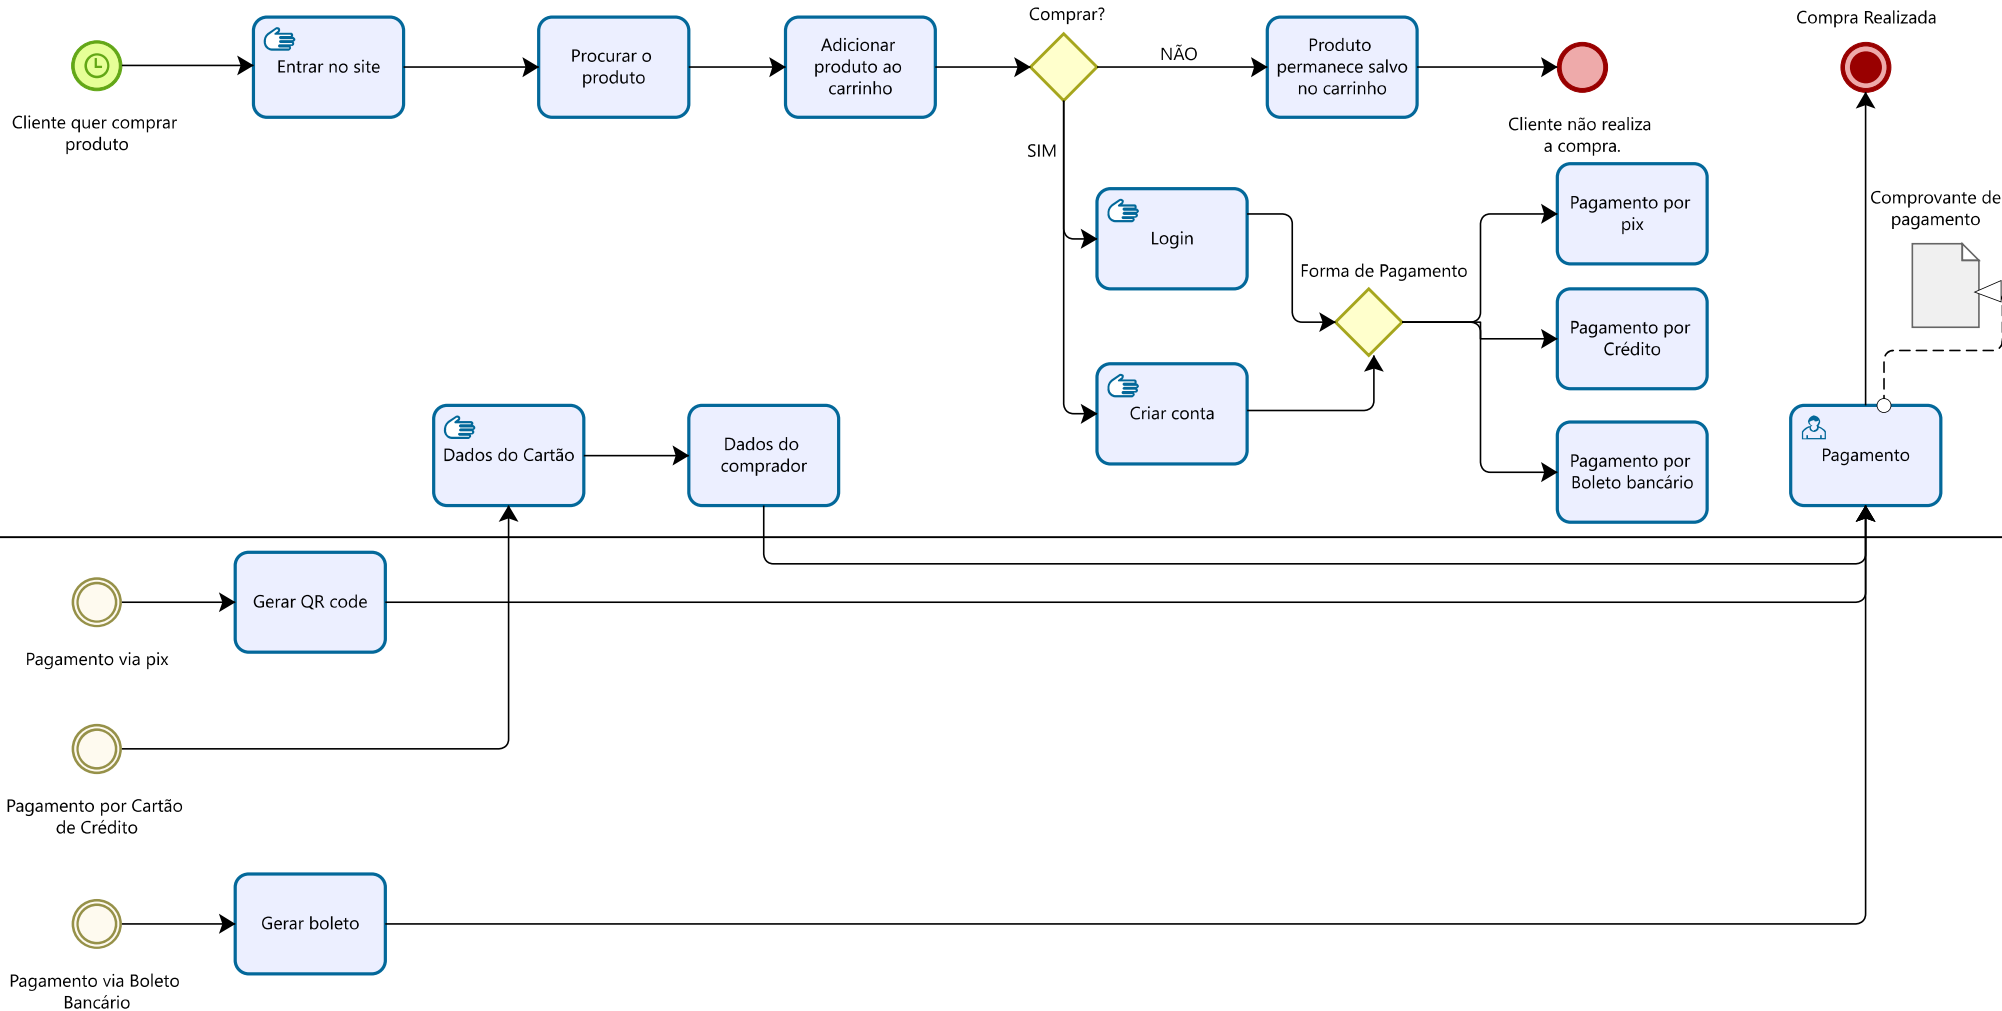 Comprar?
Compra Realizada
Entrar no site
Procurar o
produto
Adicionar
produto ao
carrinho
NÃO
Produto
permanece salvo
no carrinho
Cliente quer comprar
produto
Cliente não realiza
a compra.
SIM
Login
Pagamento por
pix
Comprovante de
pagamento
Forma de Pagamento
Pagamento por
Crédito
Criar conta
Dados do Cartão
Dados do
comprador
Pagamento por
Boleto bancário
Pagamento
Gerar QR code
Pagamento via pix
Pagamento por Cartão
de Crédito
Gerar boleto
Pagamento via Boleto
Bancário